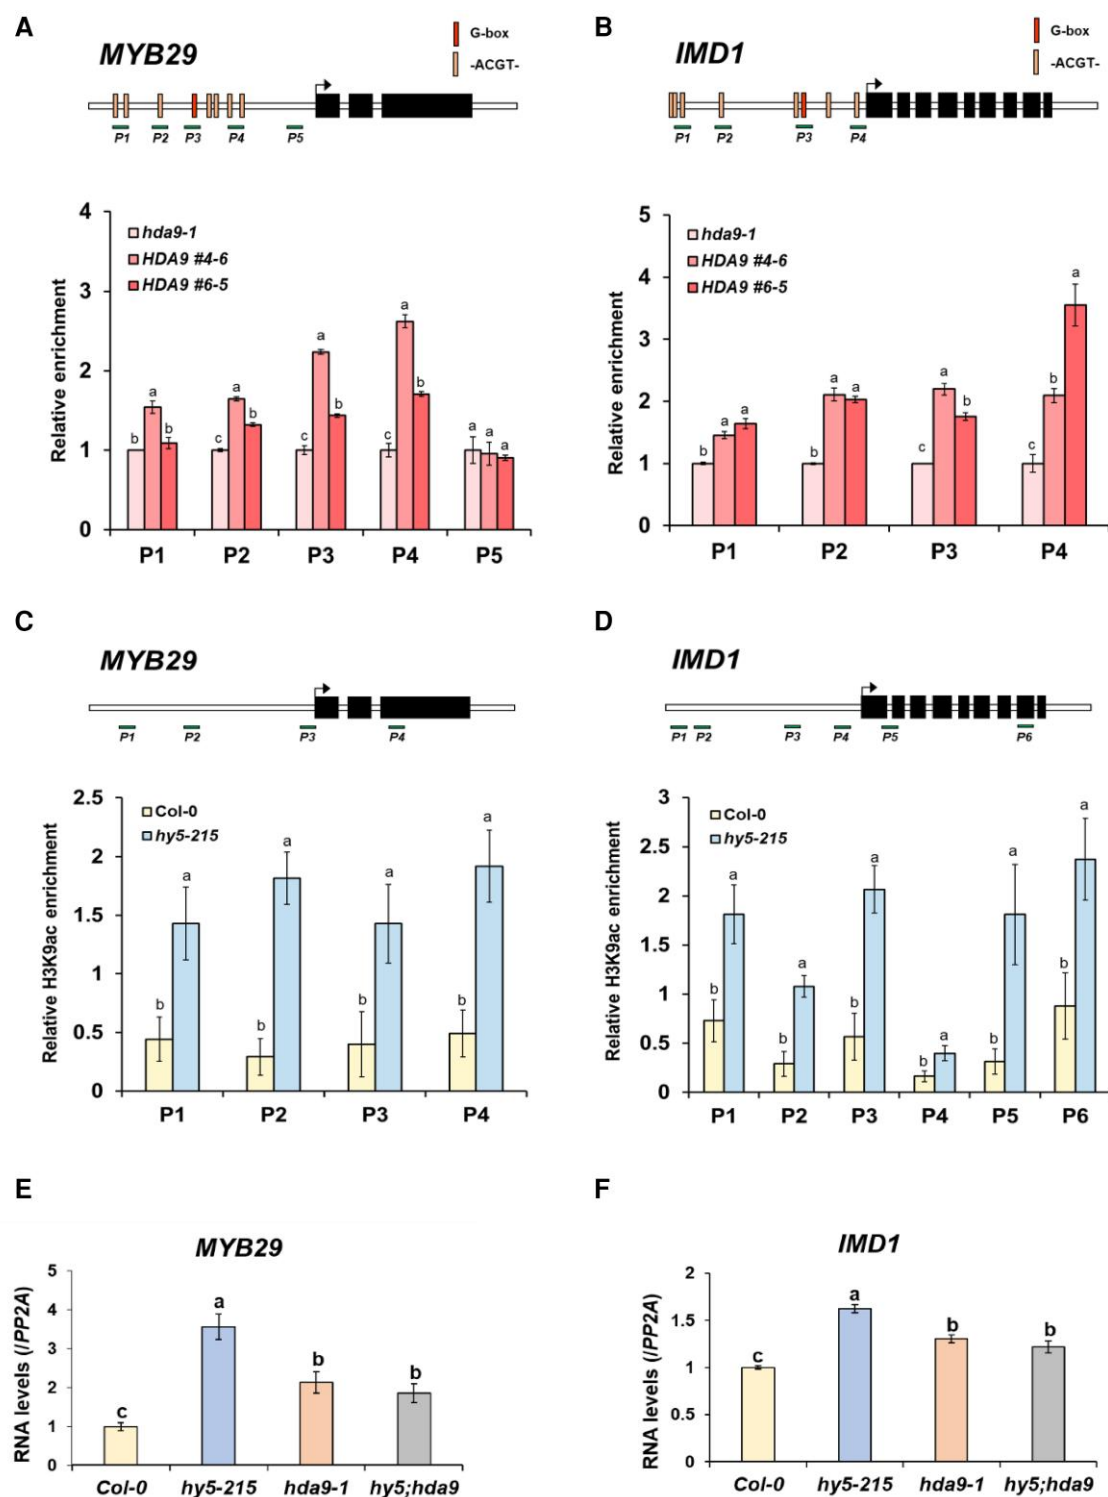 A
MYB29
G-box
-ACGT-
P1 P2 P3 P4 P5
4
3
2
1
0
Relative enrichment
hda9-1
HDA9 #4-6
HDA9 #6-5
b a b
c a b
c a b
c a b
a a a
P1 P2 P3 P4 P5
B
IMD1
G-box
-ACGT-
P1 P2 P3 P4
5
4
3
2
1
0
Relative enrichment
hda9-1
HDA9 #4-6
HDA9 #6-5
b a a
b a a
c a b
c b a
P1 P2 P3 P4
C
MYB29
P1 P2 P3 P4
2.5
2
1.5
1
0.5
0
Relative H3K9ac enrichment
Col-0
hy5-215
b a
b a
b a
b a
P1 P2 P3 P4
D
IMD1
P1 P2 P3 P4 P5 P6
3
2.5
2
1.5
1
0.5
0
Relative H3K9ac enrichment
Col-0
hy5-215
b a
b a
b a
b a
b a
b a
P1 P2 P3 P4 P5 P6
E
MYB29
5
4
3
2
1
0
RNA levels (/PP2A)
c a b b
Col-0 hy5-215 hda9-1 hy5;hda9
F
IMD1
2
1.5
1
0.5
0
RNA levels (/PP2A)
c a b b
Col-0 hy5-215 hda9-1 hy5;hda9